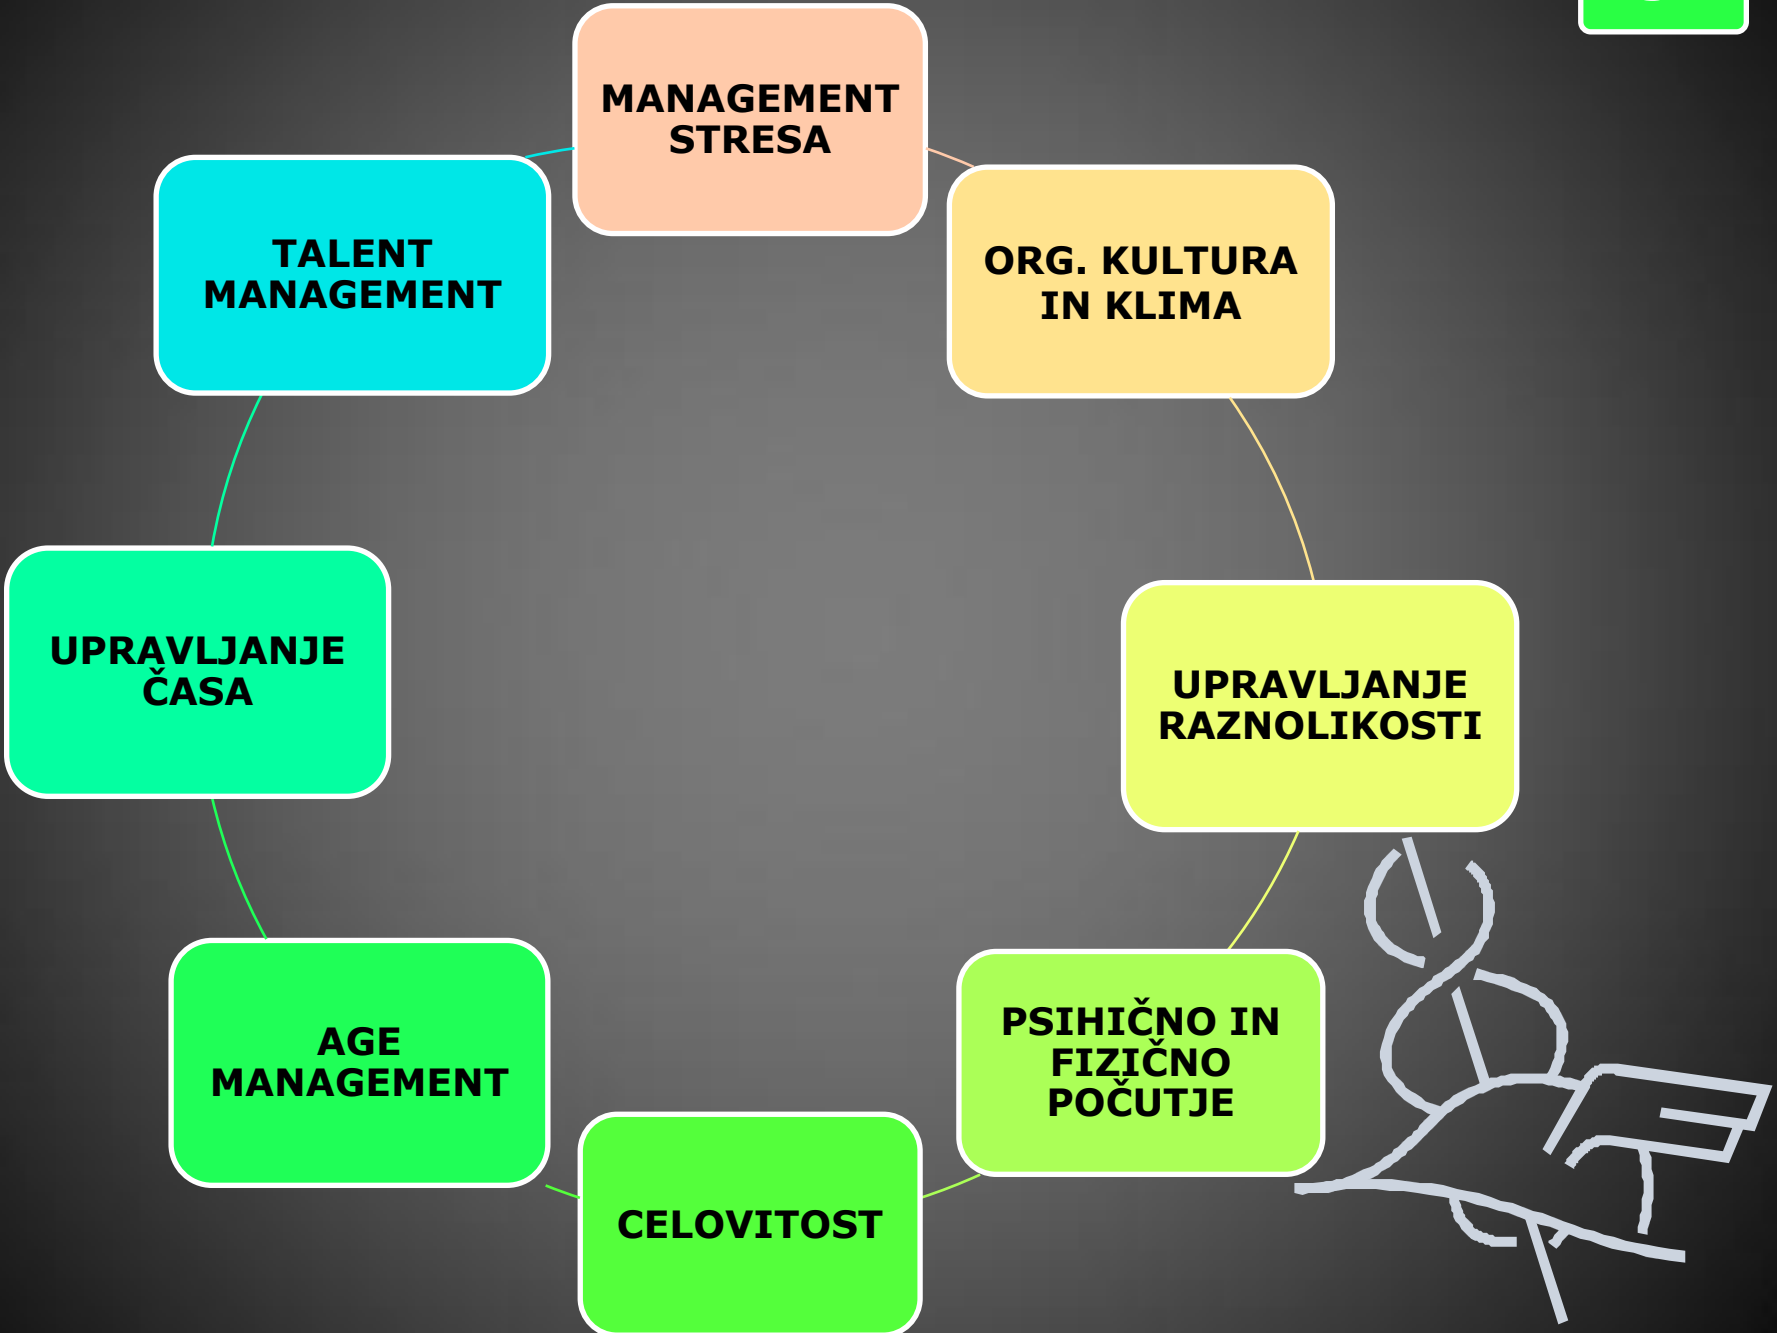 MANAGEMENT
STRESA
ORG. KULTURA
IN KLIMA
UPRAVLJANJE
RAZNOLIKOSTI
PSIHIČNO IN
FIZIČNO
POČUTJE
CELOVITOST
AGE
MANAGEMENT
UPRAVLJANJE
ČASA
TALENT
MANAGEMENT